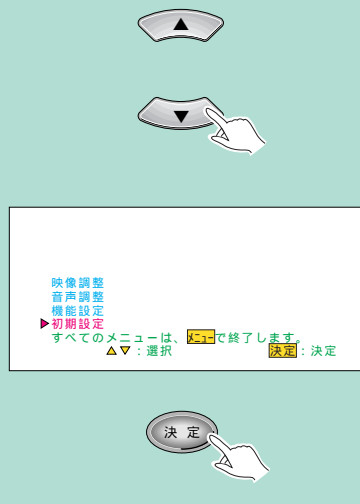 映像調整
音声調整
機能設定
▶初期設定
すべてのメニューは、メニューで終了します。
△▽：選択　決定：決定
決 定